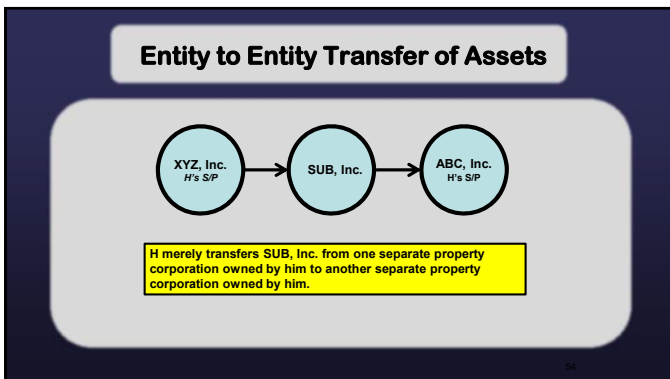 Entity to Entity Transfer of Assets
XYZ, Inc.
H's S/P
SUB, Inc.
ABC, Inc.
H's S/P
H merely transfers SUB, Inc. from one separate property
corporation owned by him to another separate property
corporation owned by him.
54